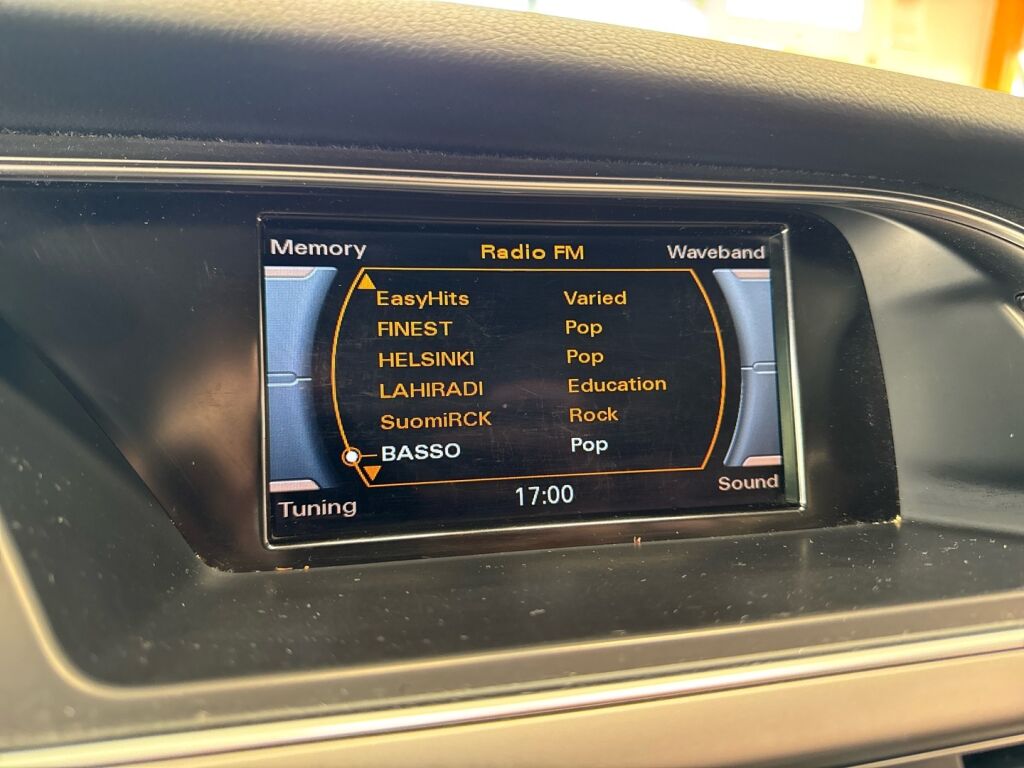 Memory Radio FM Waveband
EasyHits Varied
FINEST Pop
HELSINKI Pop
LAHIRADI Education
SuomiRCK Rock
BASSO Pop
Tuning 17:00 Sound